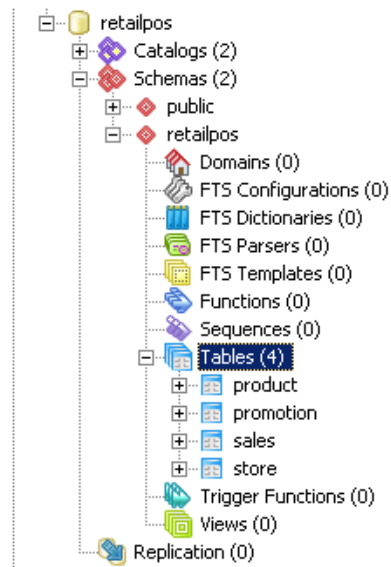 retailpos
Catalogs (2)
Schemas (2)
public
retailpos
Domains (0)
FTS Configurations (0)
FTS Dictionaries (0)
FTS Parsers (0)
FTS Templates (0)
Functions (0)
Sequences (0)
Tables (4)
product
promotion
sales
store
Trigger Functions (0)
Views (0)
Replication (0)